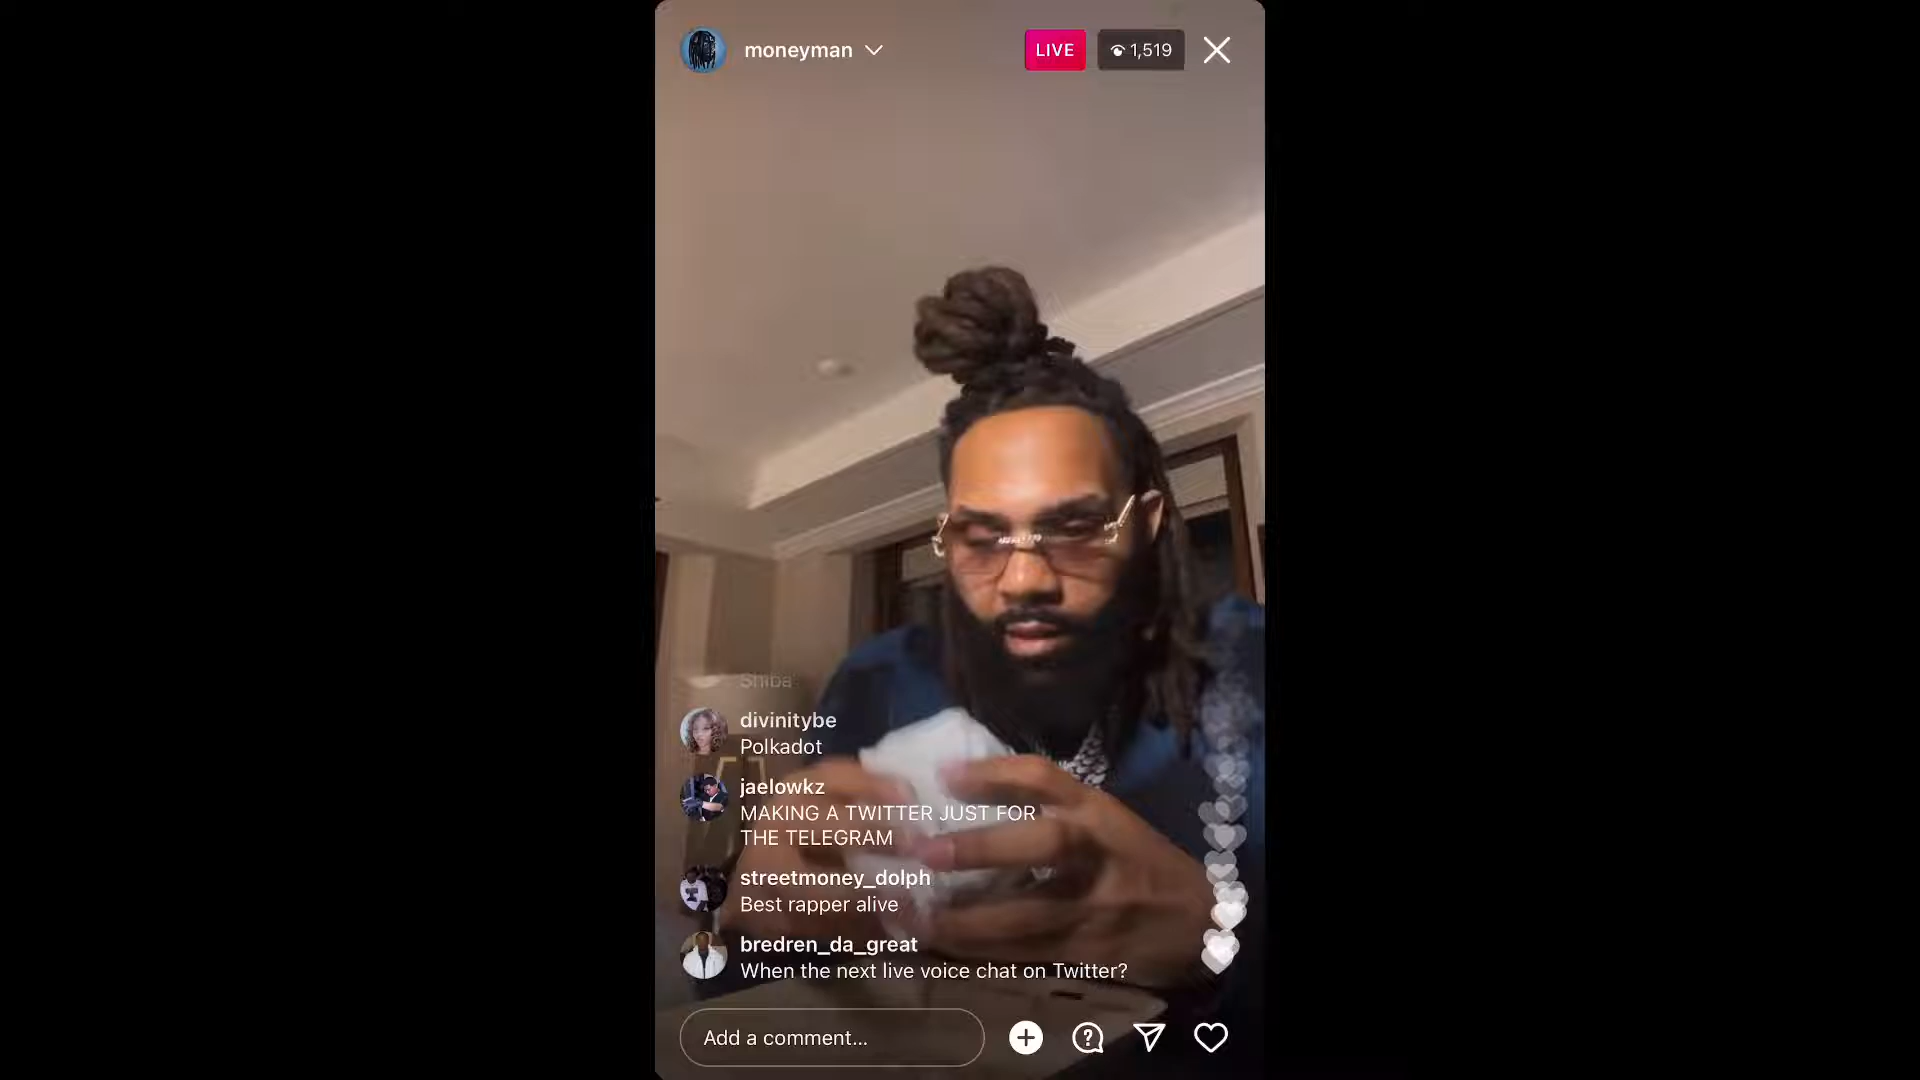 moneyman
LIVE
1,519
Shiba
divinitybe
Polkadot
jaelowkz
MAKING A TWITTER JUST FOR
THE TELEGRAM
streetmoney_dolph
Best rapper alive
bredren_da_great
When the next live voice chat on Twitter?
Add a comment...